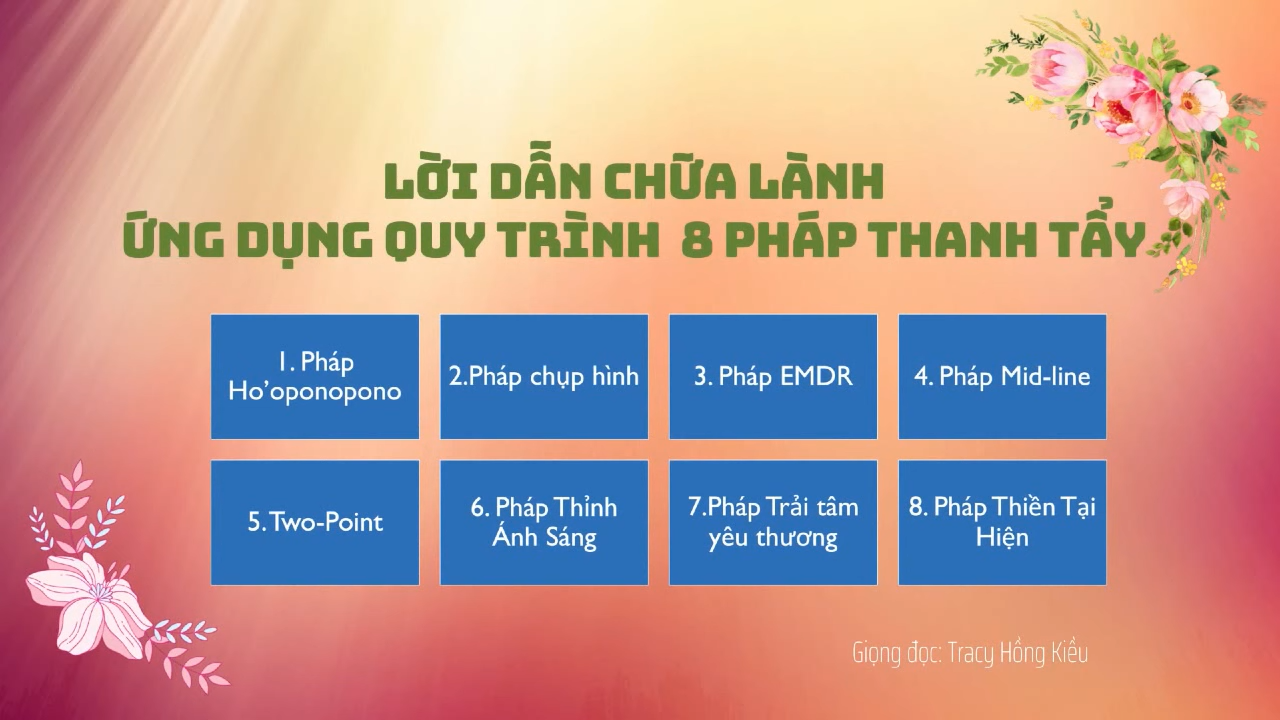 LỜI DẪN CHỮA LÀNH
ỨNG DỤNG QUY TRÌNH 8 PHÁP THANH TẨY
1. Pháp
Ho'oponopono
2.Pháp chụp hình
3. Pháp EMDR
4. Pháp Mid-line
5. Two-Point
6. Pháp Thỉnh
Ánh Sáng
7.Pháp Trải tâm
yêu thương
8. Pháp Thiền Tại
Hiện
Giọng đọc: Tracy Hồng Kiều